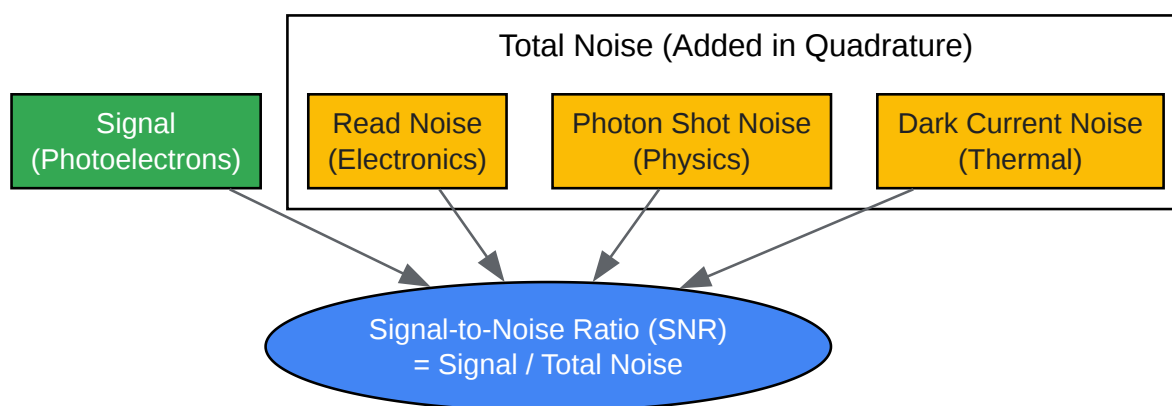 Total Noise (Added in Quadrature)
Signal
(Photoelectrons)
Read Noise
(Electronics)
Photon Shot Noise
(Physics)
Dark Current Noise
(Thermal)
Signal-to-Noise Ratio (SNR)
= Signal / Total Noise